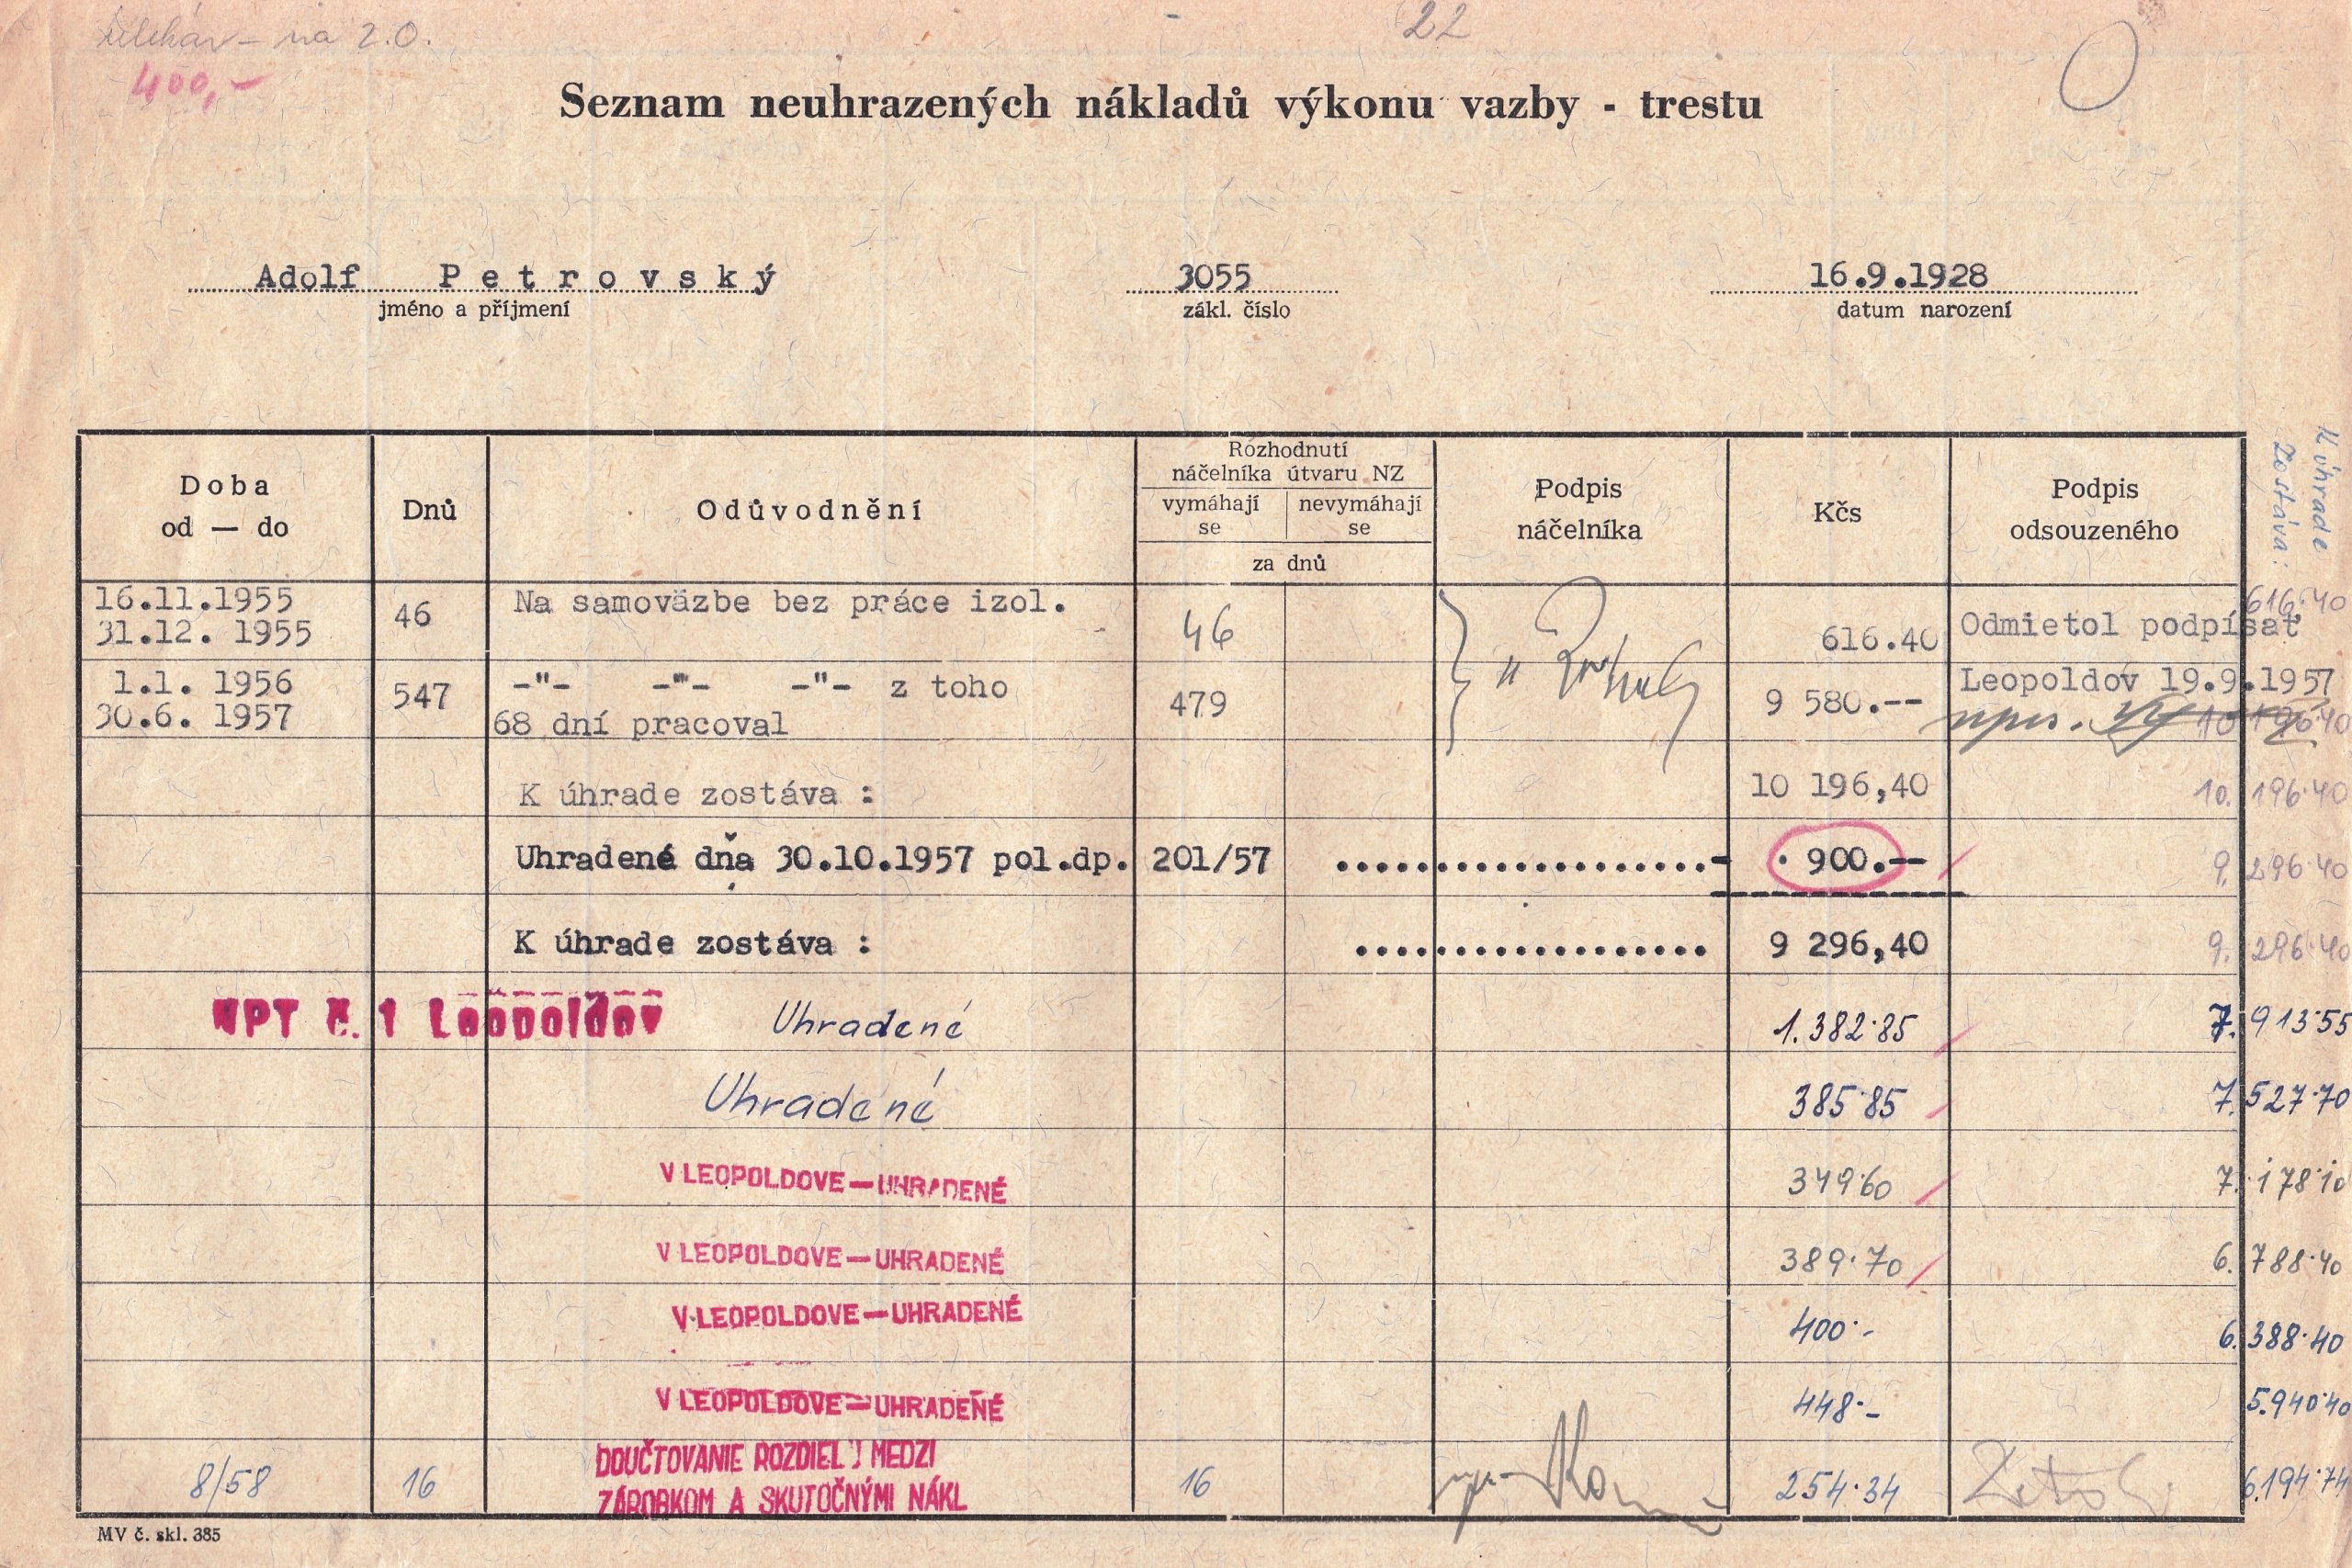 na 2.0.
22
400,-
Seznam neuhrazených nákladů výkonu vazby - trestu
Adolf Petrovský 3055 16.9.1928
jméno a příjmení zákl. číslo datum narození
K úhrade
Zostáva:
Doba
od — do
Dnů
Odůvodnění
Rozhodnutí
náčelníka útvaru NZ
vymáhají
se
nevymáhají
se
za dnů
Podpis
náčelníka
Kčs
Podpis
odsouzeného
16.11.1955
31.12. 1955
46
Na samoväzbe bez práce izol.
46
616.40
Odmietol podpísať
616.40
1.1. 1956
30.6. 1957
547
-"- -"- -"- z toho
68 dní pracoval
479
9 580.--
Leopoldov 19.9.1957
10 196.40
K úhrade zostáva : 10 196,40 10.196.40
Uhradené dňa 30.10.1957 pol.dp. 201/57 ...................- 900.-- 9.296.40
K úhrade zostáva : .................. 9 296,40 9.296.40
NPT č. 1 Leopoldov Uhradené 1.382.85 7.913.55
Uhradené 385.85 7.527.70
V LEOPOLDOVE—UHRADENÉ 349.60 7.178.10
V LEOPOLDOVE—UHRADENÉ 389.70 6.788.40
V LEOPOLDOVE—UHRADENÉ 400.- 6.388.40
V LEOPOLDOVE—UHRADENÉ 448.- 5.940.40
8/58
16
DOUČTOVANIE ROZDIELU MEDZI
ZÁROBKOM A SKUTOČNÝMI NÁKL
16
254.34
6.194.74
MV č. skl. 385